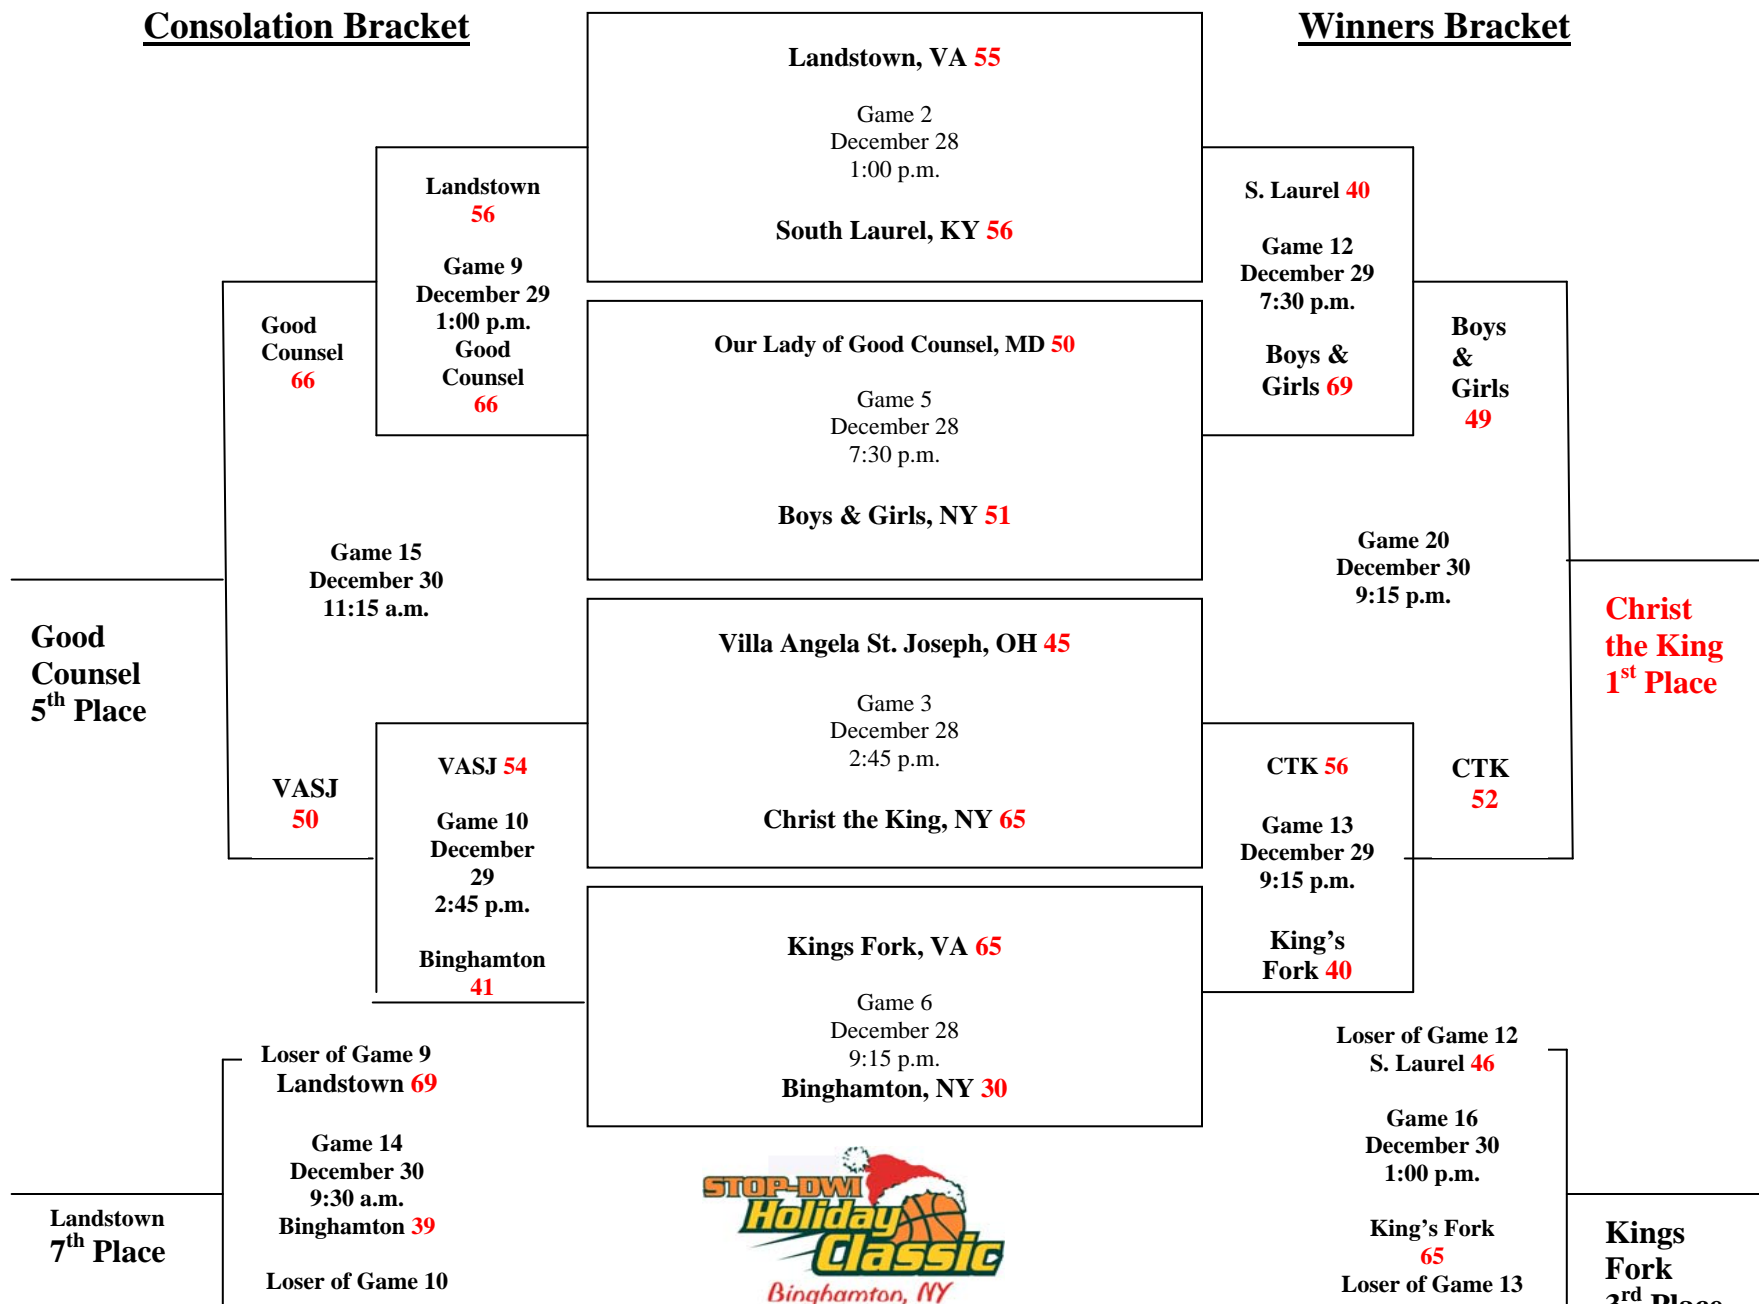 Consolation Bracket
Winners Bracket
Landstown, VA 55
Game 2
December 28
1:00 p.m.
South Laurel, KY 56
Our Lady of Good Counsel, MD 50
Game 5
December 28
7:30 p.m.
Boys & Girls, NY 51
Villa Angela St. Joseph, OH 45
Game 3
December 28
2:45 p.m.
Christ the King, NY 65
Kings Fork, VA 65
Game 6
December 28
9:15 p.m.
Binghamton, NY 30
Landstown
56
Game 9
December 29
1:00 p.m.
Good
Counsel
66
VASJ 54
Game 10
December
29
2:45 p.m.
Binghamton
41
Good
Counsel
66
Game 15
December 30
11:15 a.m.
VASJ
50
Good
Counsel
5th Place
Loser of Game 9
Landstown 69
Game 14
December 30
9:30 a.m.
Binghamton 39
Loser of Game 10
Landstown
7th Place
S. Laurel 40
Game 12
December 29
7:30 p.m.
Boys &
Girls 69
CTK 56
Game 13
December 29
9:15 p.m.
King’s
Fork 40
Boys
&
Girls
49
Game 20
December 30
9:15 p.m.
CTK
52
Christ
the King
1st Place
Loser of Game 12
S. Laurel 46
Game 16
December 30
1:00 p.m.
King’s Fork
65
Loser of Game 13
Kings
Fork
3rd Place
STOP-DWI
Holiday
Classic
Binghamton, NY